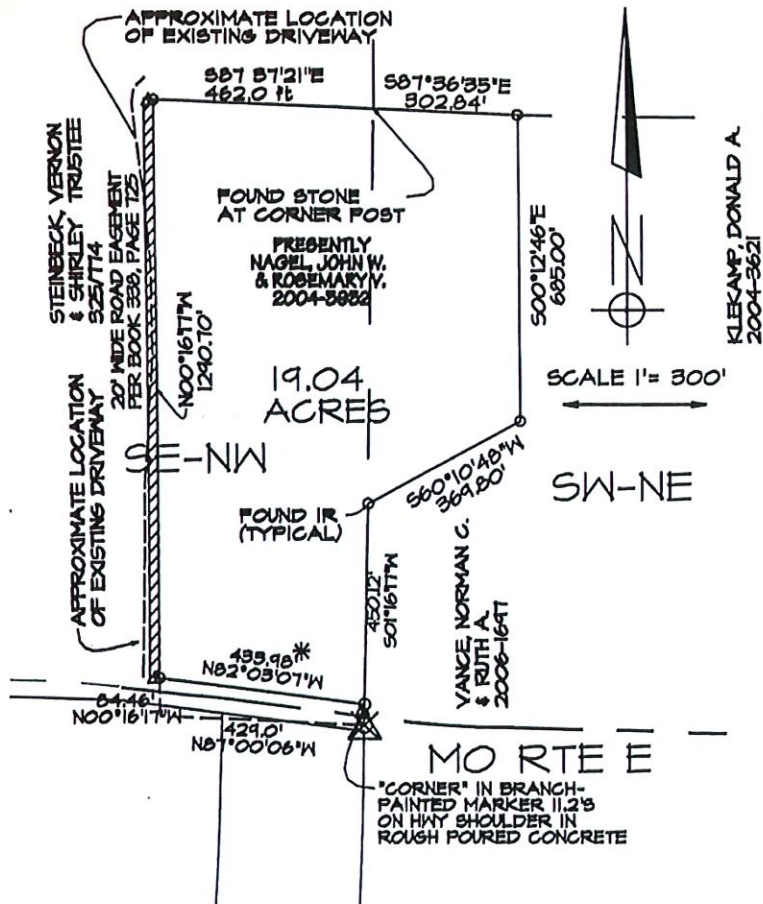 APPROXIMATE LOCATION
OF EXISTING DRIVEWAY
S87 57'21"E
462.0 ft
S87°36'35"E
302.84'
STEINBECK, VERNON
& SHIRLEY TRUSTEE
325/774
20' WIDE ROAD EASEMENT
PER BOOK 338, PAGE 725
FOUND STONE
AT CORNER POST
PRESENTLY
NAGEL, JOHN W.
& ROSEMARY V.
N00°16'17"W
1290.70'
S00°12'46"E
685.00'
N
KLEKAMP, DONALD A.
2004-3621
SCALE 1"= 300'
19.04
ACRES
SE-NW
SW-NE
S60°10'48"W
369.80'
APPROXIMATE LOCATION
OF EXISTING DRIVEWAY
FOUND IR
(TYPICAL)
450.12'
S01°16'17"W
VANCE, NORMAN C.
& RUTH A.
2006-1697
435.98'*
N82°03'07"W
84.46'
N00°16'17"W
429.0'
N87°00'06"W
MO RTE E
"CORNER" IN BRANCH-
PAINTED MARKER 11.2'S
ON HWY SHOULDER IN
ROUGH POURED CONCRETE